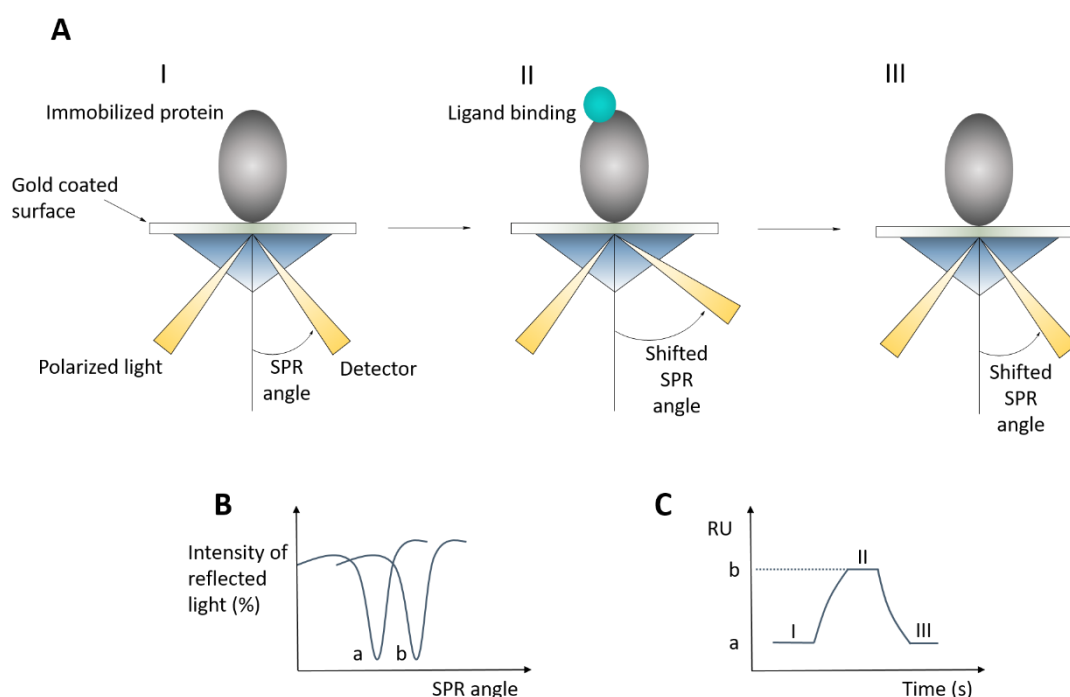 A
I
II
III
Immobilized protein
Ligand binding
Gold coated
surface
Polarized light
SPR
angle
Detector
Shifted
SPR
angle
Shifted
SPR
angle
B
Intensity of
reflected
light (%)
a
b
SPR angle
C
RU
b
II
I
III
a
Time (s)